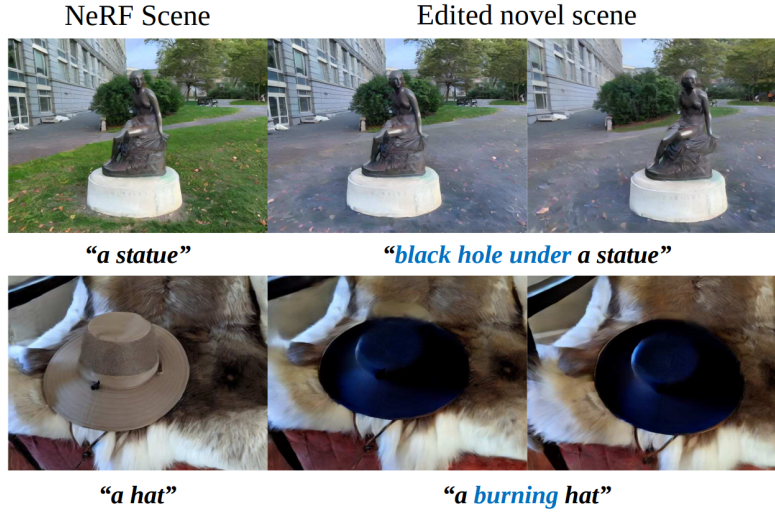 NeRF Scene
Edited novel scene
“a statue”
“black hole under a statue”
“a hat”
“a burning hat”